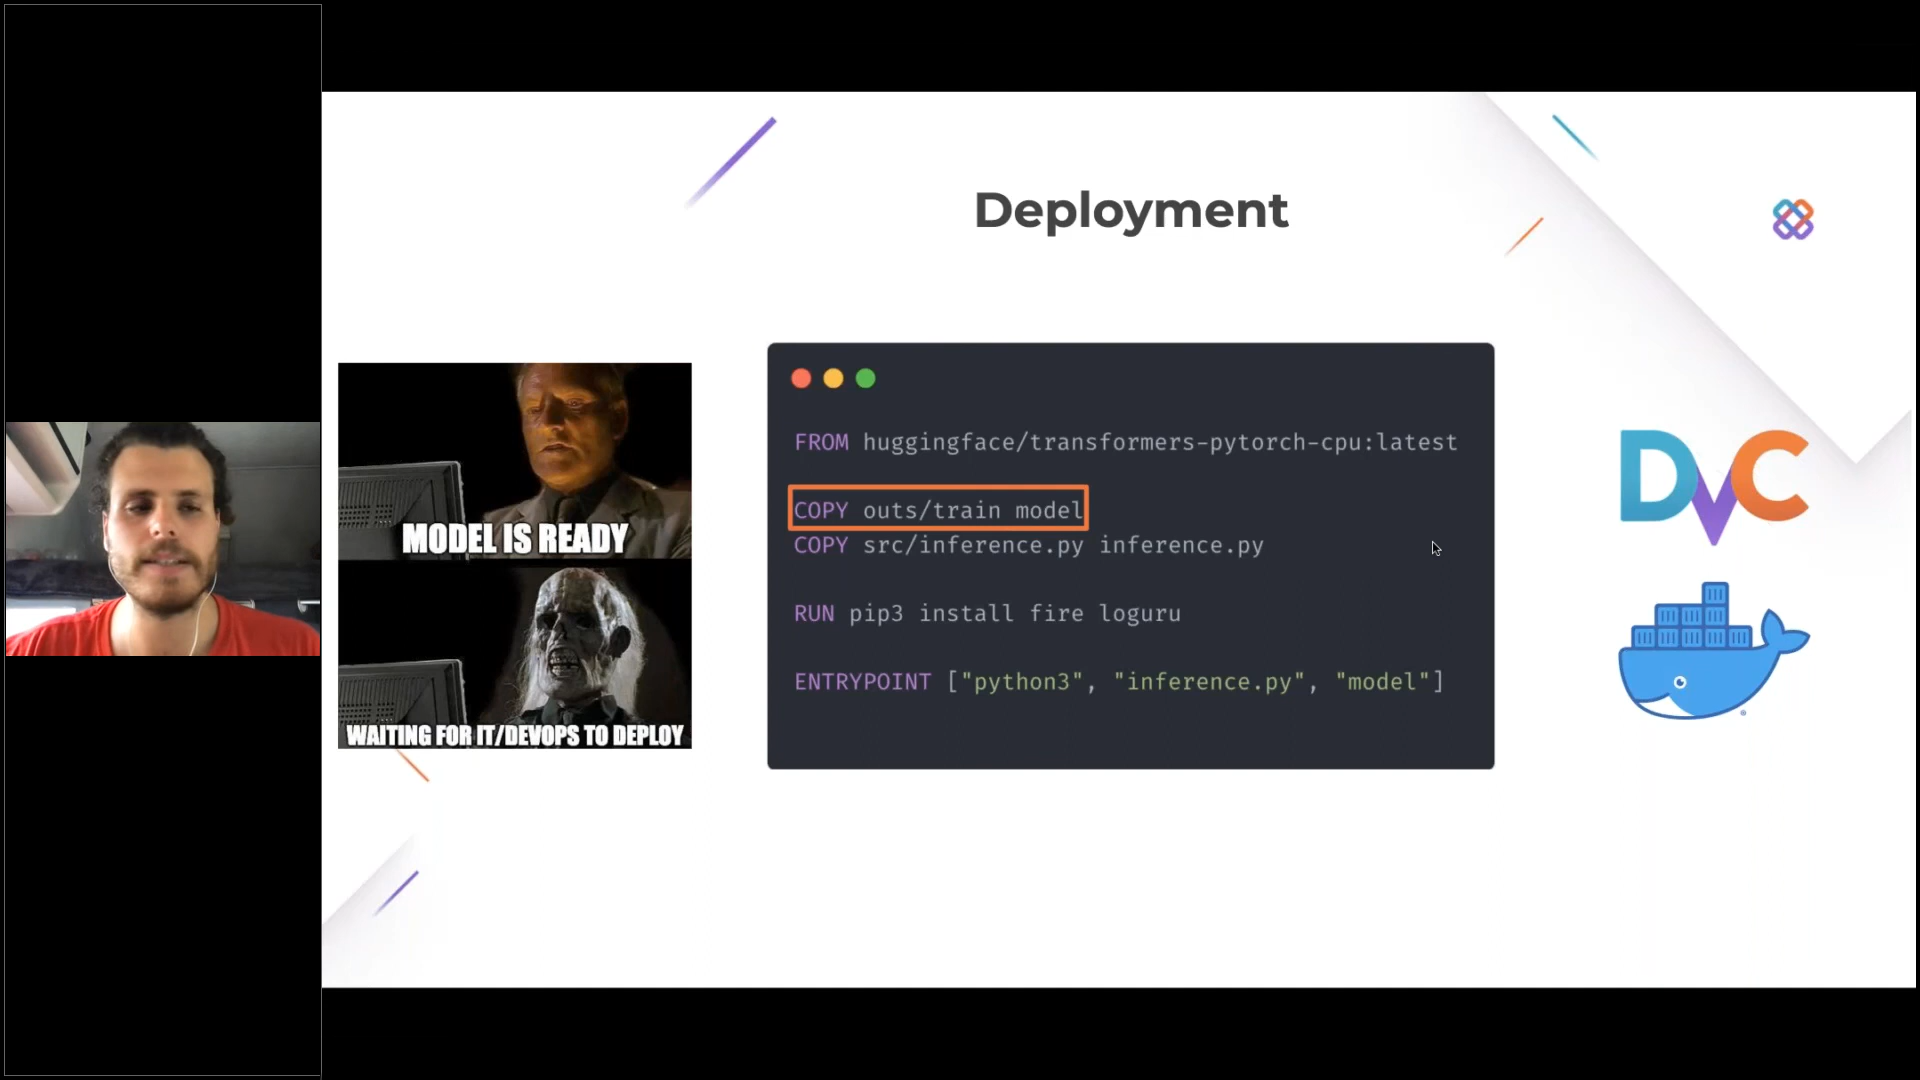 Deployment
MODEL IS READY
WAITING FOR IT/DEVOPS TO DEPLOY
FROM huggingface/transformers-pytorch-cpu:latest
COPY outs/train model
COPY src/inference.py inference.py
RUN pip3 install fire loguru
ENTRYPOINT ["python3", "inference.py", "model"]
DVC